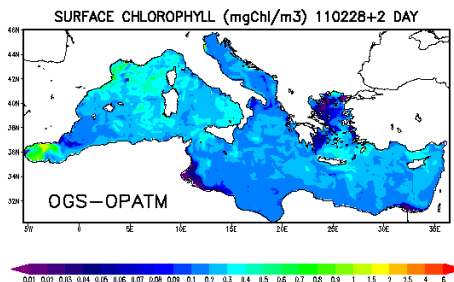 SURFACE CHLOROPHYLL (mgChl/m3) 110228+2 DAY
46N
44N
42N
40N
38N
36N
34N
32N
OGS-OPATM
5W 0 5E 10E 15E 20E 25E 30E 35E
0.01 0.02 0.03 0.04 0.05 0.06 0.07 0.08 0.09 0.1 0.2 0.3 0.4 0.5 0.6 0.7 0.8 0.9 1 1.5 2 2.5 4 6